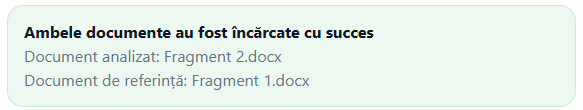 Ambele documente au fost încărcate cu succes
Document analizat: Fragment 2.docx
Document de referință: Fragment 1.docx